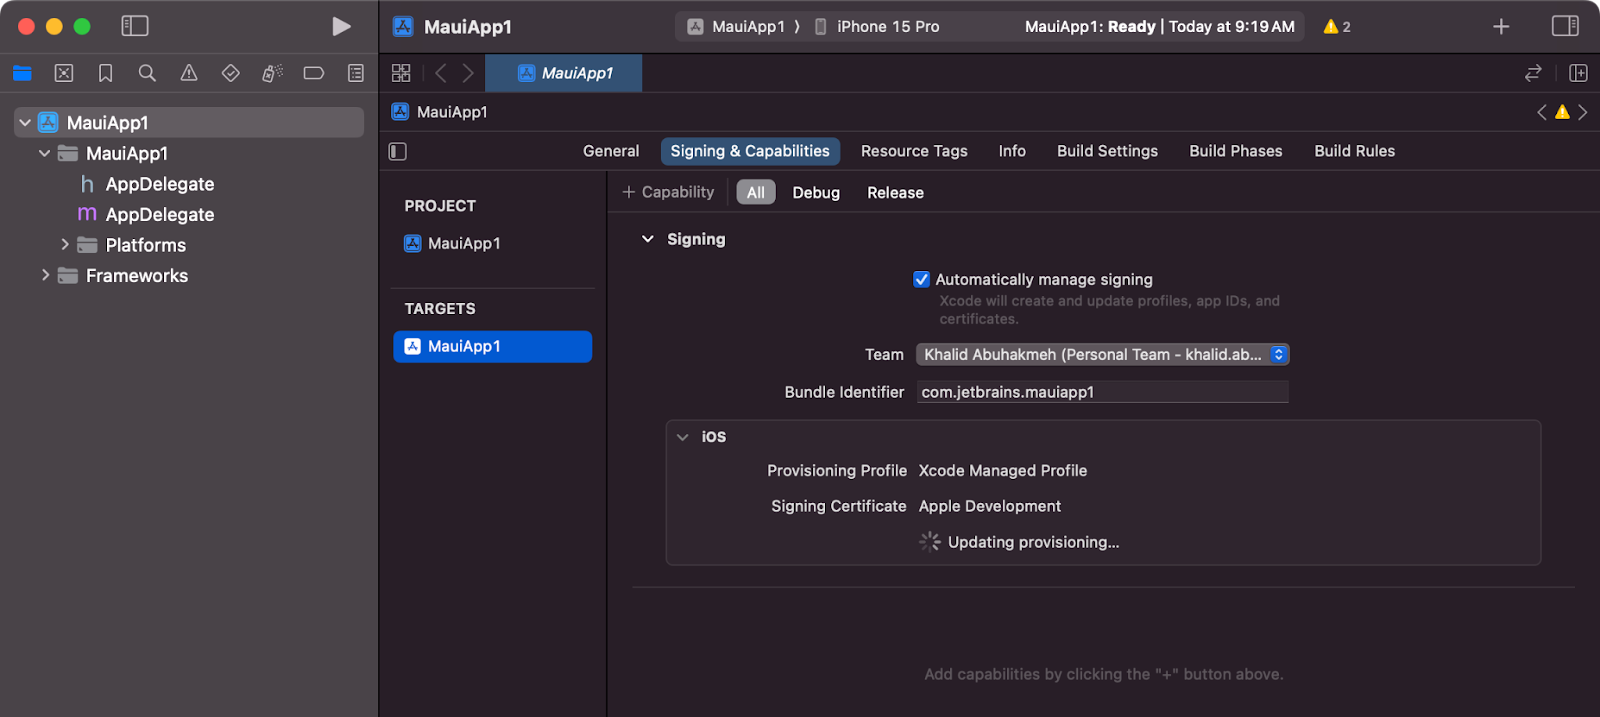 MauiApp1
MauiApp1 ⟩ iPhone 15 Pro
MauiApp1: Ready | Today at 9:19 AM
2
MauiApp1
MauiApp1
MauiApp1
MauiApp1
h AppDelegate
m AppDelegate
Platforms
Frameworks
General
Signing & Capabilities
Resource Tags
Info
Build Settings
Build Phases
Build Rules
PROJECT
MauiApp1
TARGETS
MauiApp1
+ Capability
All
Debug
Release
Signing
Automatically manage signing
Xcode will create and update profiles, app IDs, and
certificates.
Team Khalid Abuhakmeh (Personal Team - khalid.ab...
Bundle Identifier com.jetbrains.mauiapp1
iOS
Provisioning Profile Xcode Managed Profile
Signing Certificate Apple Development
Updating provisioning...
Add capabilities by clicking the "+" button above.